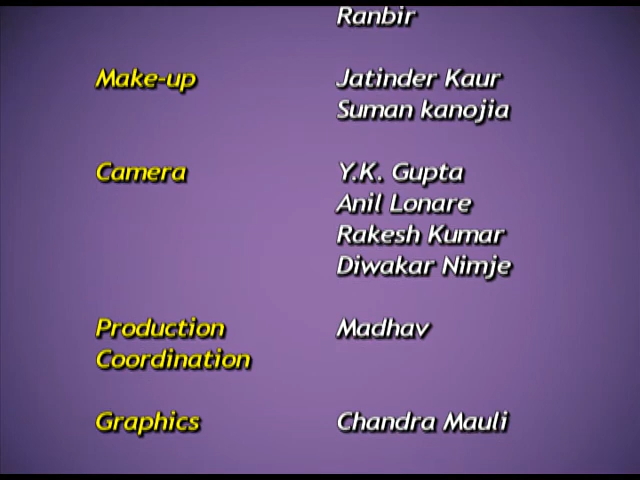 Ranbir
Make-up Jatinder Kaur
Suman kanojia
Camera Y.K. Gupta
Anil Lonare
Rakesh Kumar
Diwakar Nimje
Production Madhav
Coordination
Graphics Chandra Mauli